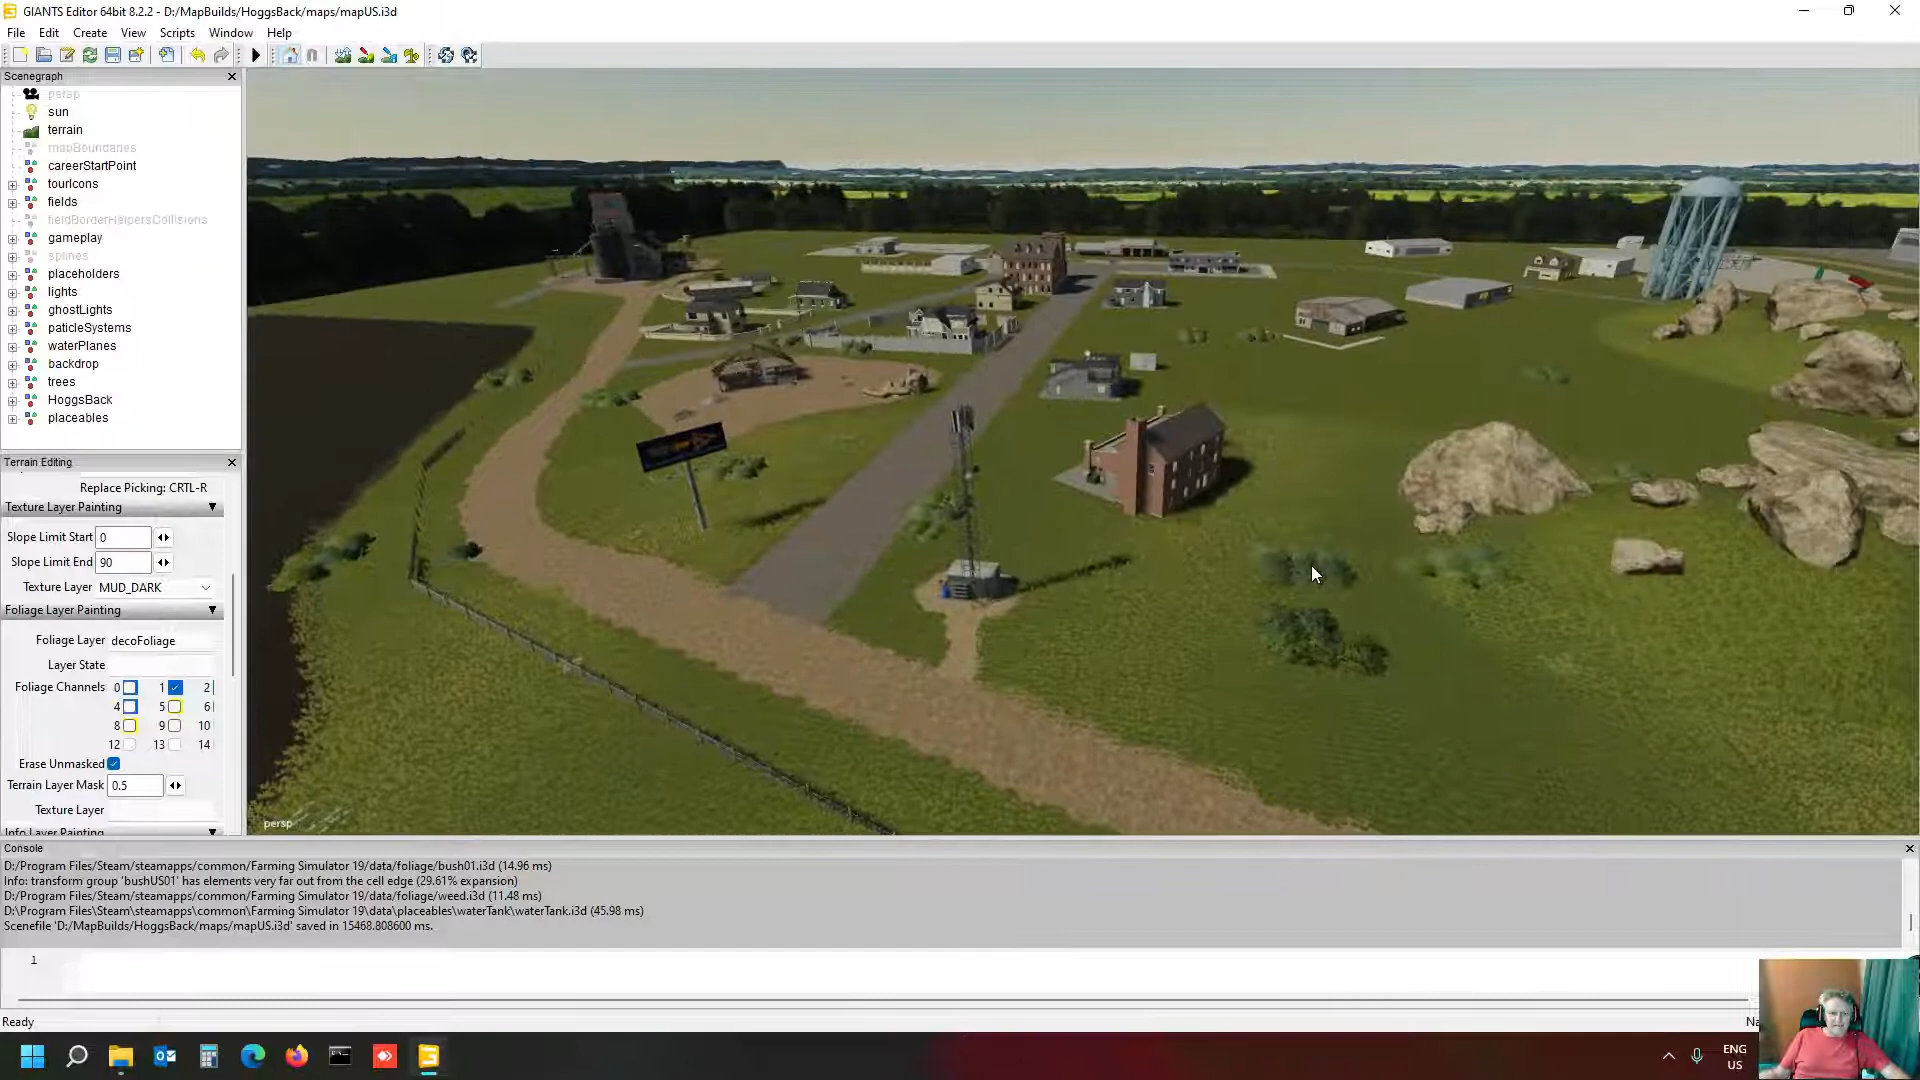 GIANTS Editor 64bit 8.2.2 - D:/MapBuilds/HoggsBack/maps/mapUS.i3d
File Edit Create View Scripts Window Help
Scenegraph
persp
sun
terrain
mapBoundaries
careerStartPoint
tourIcons
fields
fieldBorderHelpersCollisions
gameplay
splines
placeholders
lights
ghostLights
paticleSystems
waterPlanes
backdrop
trees
HoggsBack
placeables
Terrain Editing
Replace Picking: CRTL-R
Texture Layer Painting
Slope Limit Start 0
Slope Limit End 90
Texture Layer MUD_DARK
Foliage Layer Painting
Foliage Layer decoFoliage
Layer State
Foliage Channels 0 1 2
4 5 6
8 9 10
12 13 14
Erase Unmasked
Terrain Layer Mask 0.5
Texture Layer
Info Layer Painting
persp
Console
D:/Program Files/Steam/steamapps/common/Farming Simulator 19/data/foliage/bush01.i3d (14.96 ms)
Info: transform group 'bushUS01' has elements very far out from the cell edge (29.61% expansion)
D:/Program Files/Steam/steamapps/common/Farming Simulator 19/data/foliage/weed.i3d (11.48 ms)
D:\Program Files\Steam\steamapps\common\Farming Simulator 19\data\placeables\waterTank\waterTank.i3d (45.98 ms)
Scenefile 'D:/MapBuilds/HoggsBack/maps/mapUS.i3d' saved in 15468.808600 ms.
1
Ready
Na
ENG
US